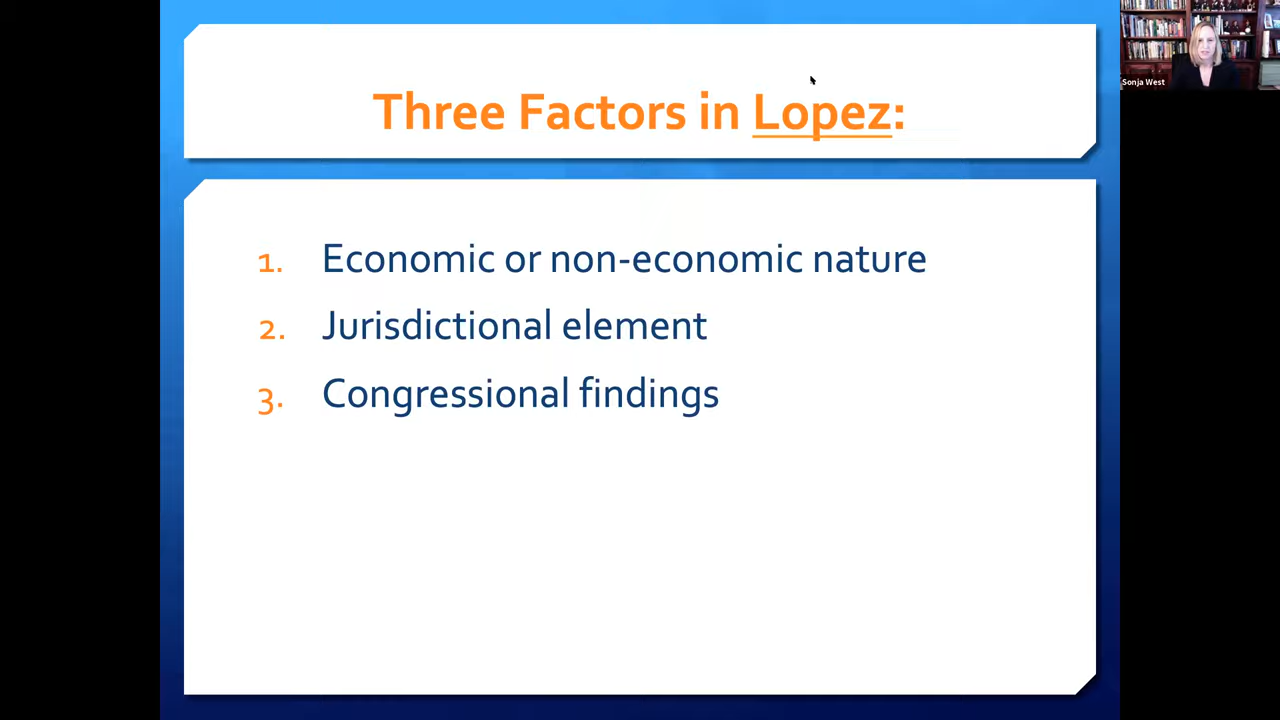 Three Factors in Lopez:
Sonja West
1. Economic or non-economic nature
2. Jurisdictional element
3. Congressional findings